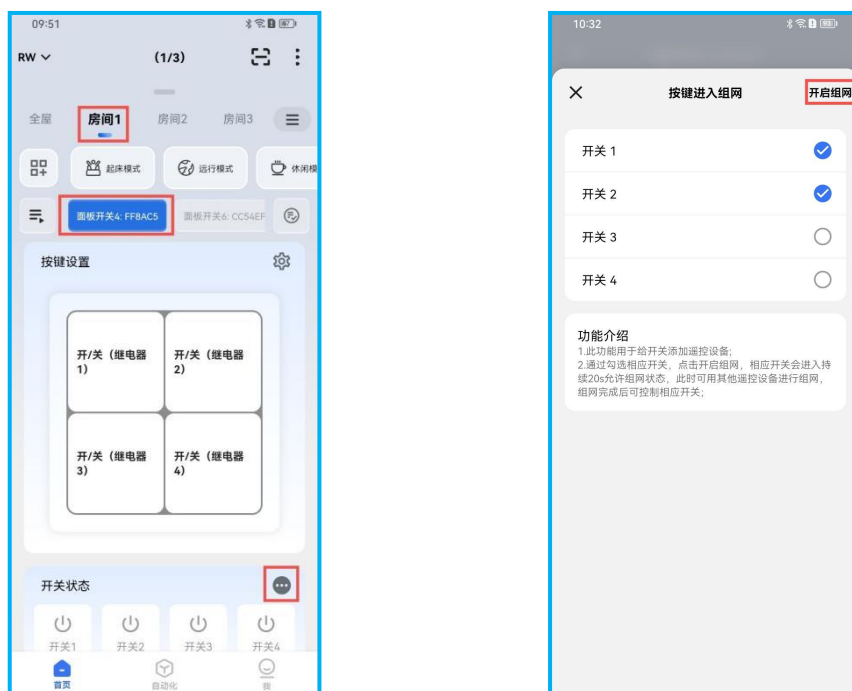 09:51
RW
(1/3)
全屋
房间1
房间2
房间3
起床模式
远行模式
休闲模
面板开关4: FF8AC5
面板开关6: CC54EF
按键设置
开/关（继电器
1）
开/关（继电器
2）
开/关（继电器
3）
开/关（继电器
4）
开关状态
开关1
开关2
开关3
开关4
首页
自动化
我
10:32
按键进入组网
开启组网
开关 1
开关 2
开关 3
开关 4
功能介绍
1.此功能用于给开关添加遥控设备;
2.通过勾选相应开关，点击开启组网，相应开关会进入持
续20s允许组网状态，此时可用其他遥控设备进行组网，
组网完成后可控制相应开关;